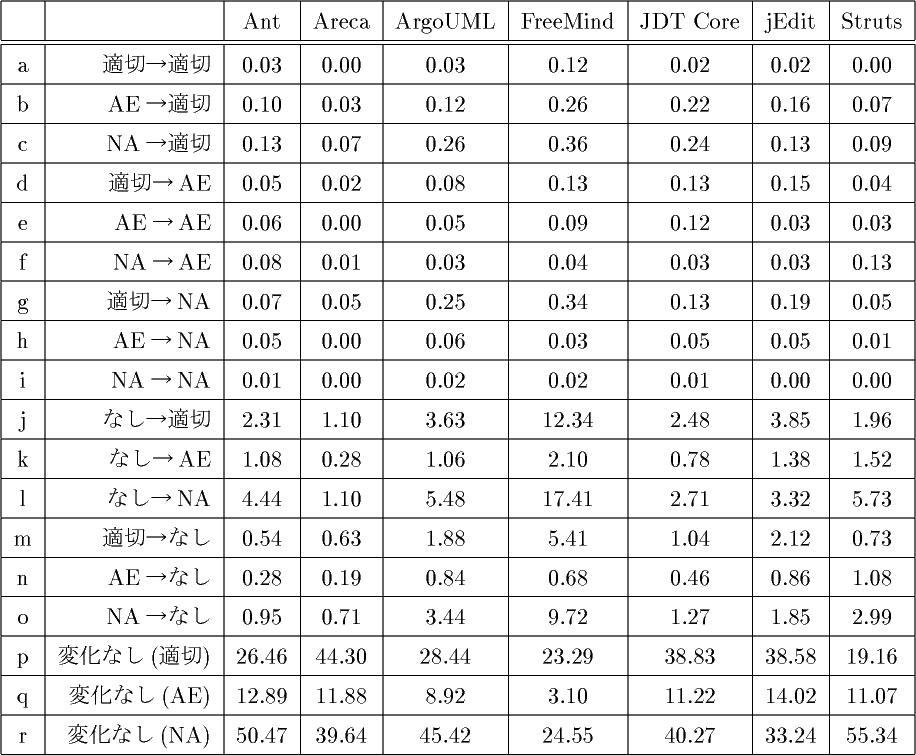 Ant Areca ArgoUML FreeMind JDT Core jEdit Struts
a 適切→適切 0.03 0.00 0.03 0.12 0.02 0.02 0.00
b AE→適切 0.10 0.03 0.12 0.26 0.22 0.16 0.07
c NA→適切 0.13 0.07 0.26 0.36 0.24 0.13 0.09
d 適切→AE 0.05 0.02 0.08 0.13 0.13 0.15 0.04
e AE→AE 0.06 0.00 0.05 0.09 0.12 0.03 0.03
f NA→AE 0.08 0.01 0.03 0.04 0.03 0.03 0.13
g 適切→NA 0.07 0.05 0.25 0.34 0.13 0.19 0.05
h AE→NA 0.05 0.00 0.06 0.03 0.05 0.05 0.01
i NA→NA 0.01 0.00 0.02 0.02 0.01 0.00 0.00
j なし→適切 2.31 1.10 3.63 12.34 2.48 3.85 1.96
k なし→AE 1.08 0.28 1.06 2.10 0.78 1.38 1.52
l なし→NA 4.44 1.10 5.48 17.41 2.71 3.32 5.73
m 適切→なし 0.54 0.63 1.88 5.41 1.04 2.12 0.73
n AE→なし 0.28 0.19 0.84 0.68 0.46 0.86 1.08
o NA→なし 0.95 0.71 3.44 9.72 1.27 1.85 2.99
p 変化なし(適切) 26.46 44.30 28.44 23.29 38.83 38.58 19.16
q 変化なし(AE) 12.89 11.88 8.92 3.10 11.22 14.02 11.07
r 変化なし(NA) 50.47 39.64 45.42 24.55 40.27 33.24 55.34